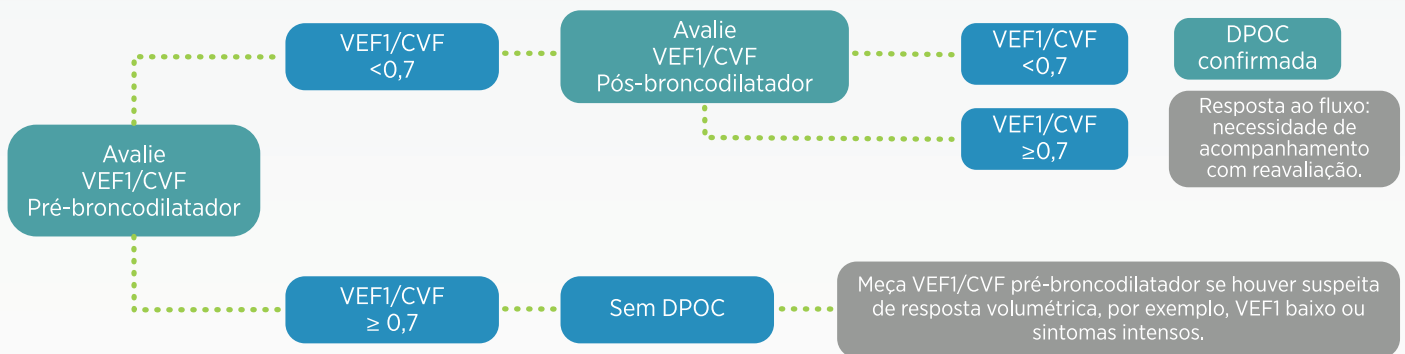 Avalie
VEF1/CVF
Pré-broncodilatador
VEF1/CVF
<0,7
Avalie
VEF1/CVF
Pós-broncodilatador
VEF1/CVF
<0,7
DPOC
confirmada
VEF1/CVF
≥0,7
Resposta ao fluxo:
necessidade de
acompanhamento
com reavaliação.
VEF1/CVF
≥ 0,7
Sem DPOC
Meça VEF1/CVF pré-broncodilatador se houver suspeita
de resposta volumétrica, por exemplo, VEF1 baixo ou
sintomas intensos.